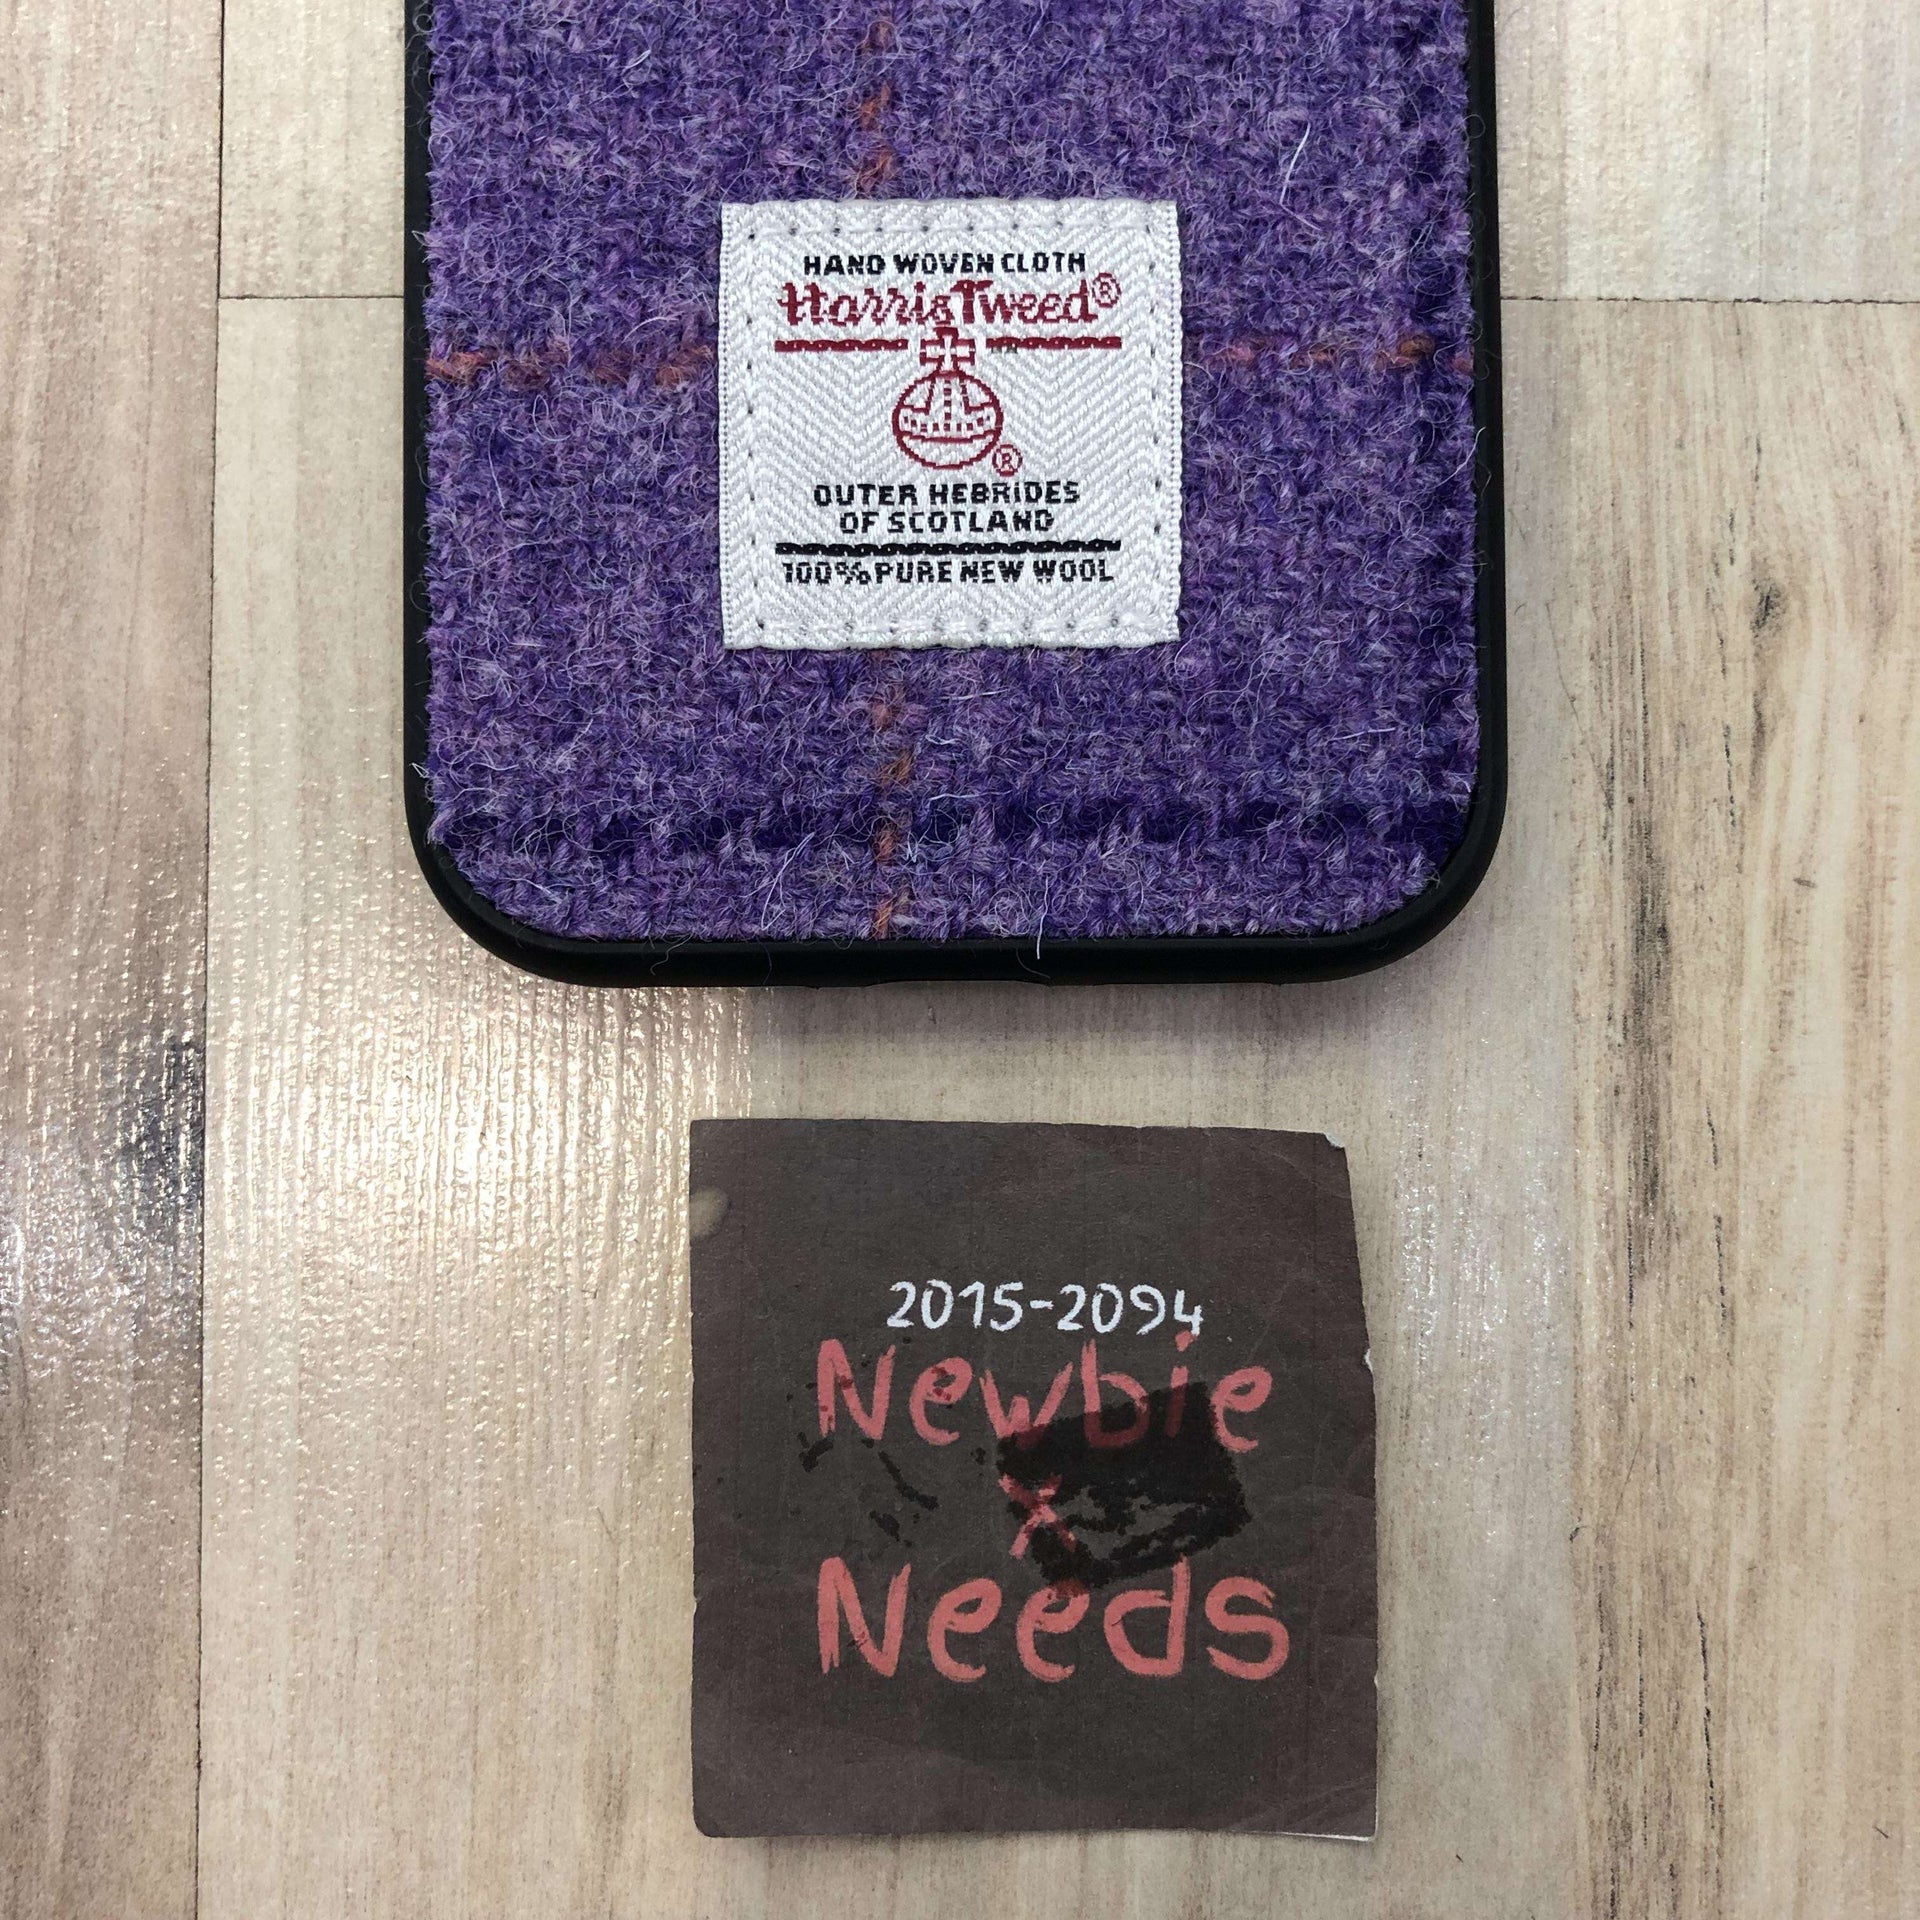 HAND WOVEN CLOTH
Harris Tweed®
®
OUTER HEBRIDES
OF SCOTLAND
100% PURE NEW WOOL
2015-2094
Newbie
X
Needs